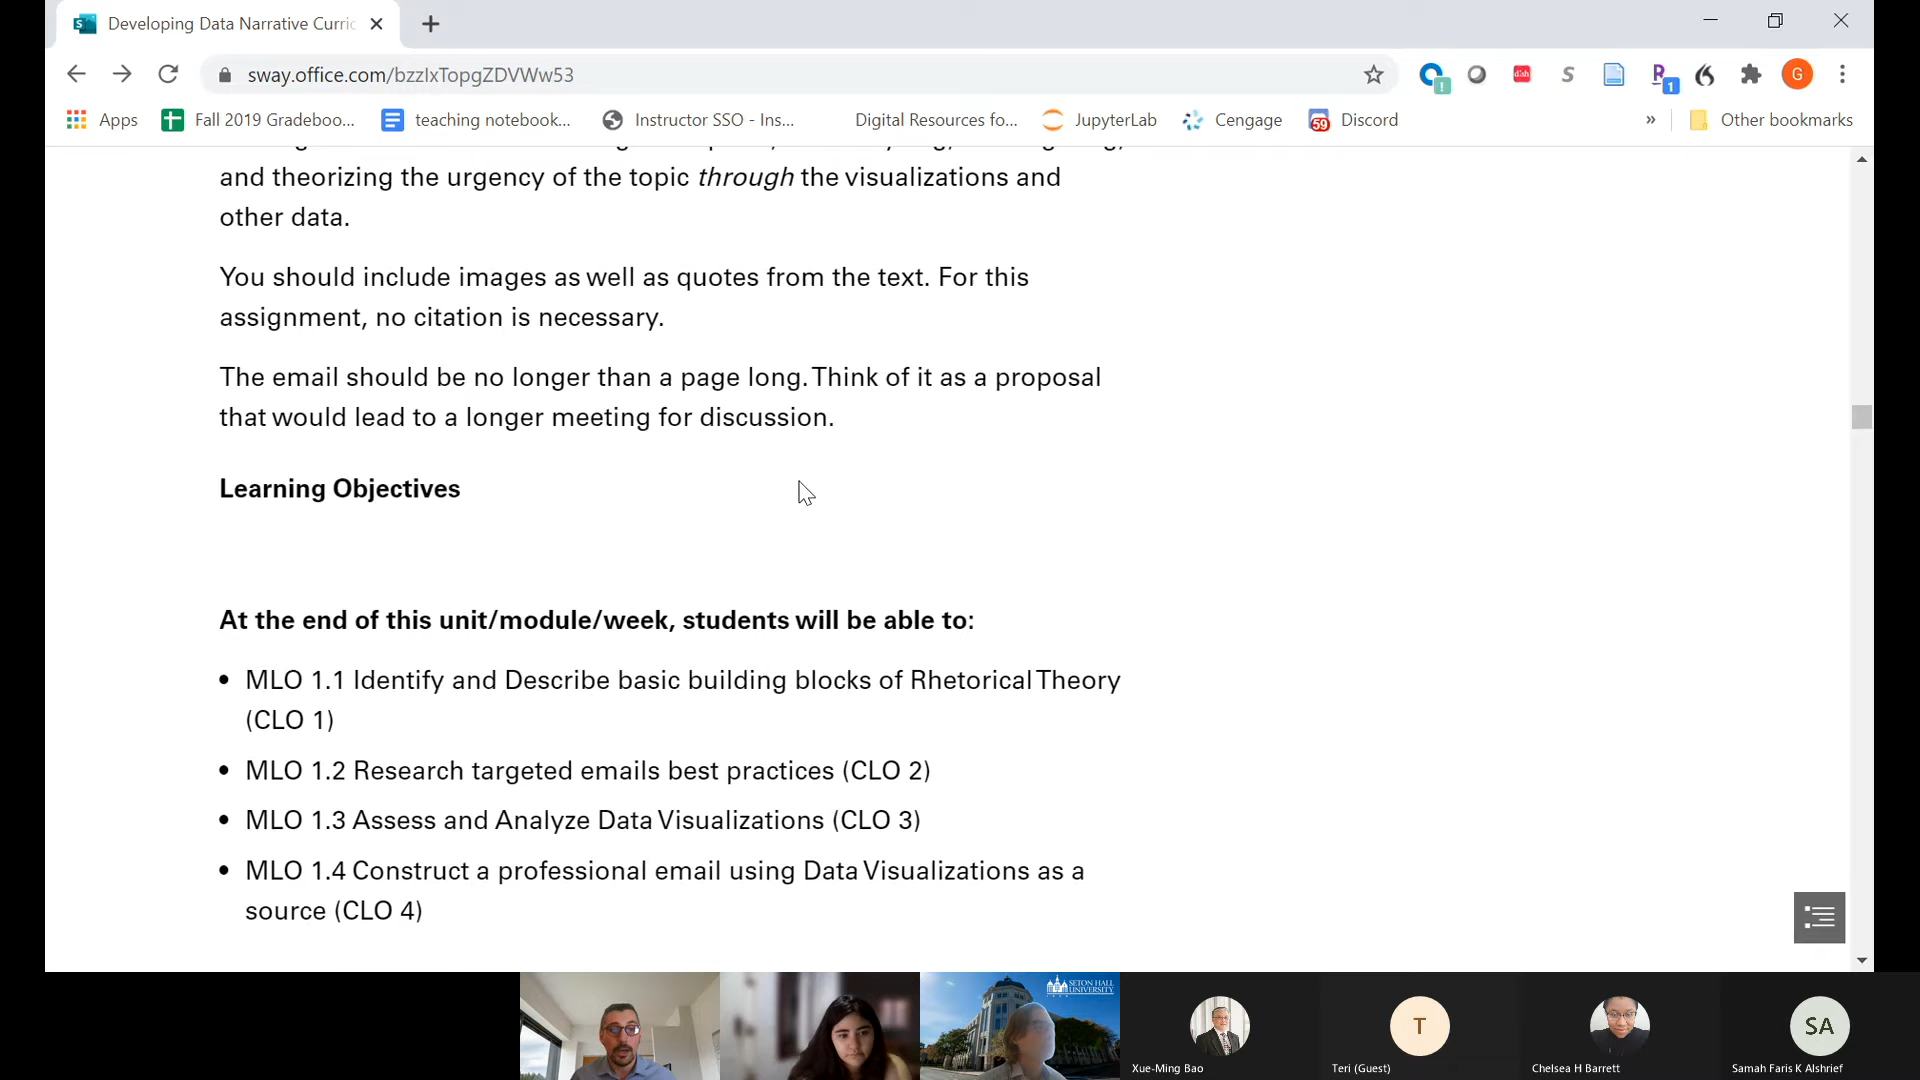 Developing Data Narrative Curric
sway.office.com/bzzIxTopgZDVWw53
dish
S
R
1
G
Apps
Fall 2019 Gradeboo...
teaching notebook...
Instructor SSO - Ins...
Digital Resources fo...
JupyterLab
Cengage
59
Discord
»
Other bookmarks
and theorizing the urgency of the topic through the visualizations and
other data.
You should include images as well as quotes from the text. For this
assignment, no citation is necessary.
The email should be no longer than a page long. Think of it as a proposal
that would lead to a longer meeting for discussion.
Learning Objectives
At the end of this unit/module/week, students will be able to:
• MLO 1.1 Identify and Describe basic building blocks of Rhetorical Theory
(CLO 1)
• MLO 1.2 Research targeted emails best practices (CLO 2)
• MLO 1.3 Assess and Analyze Data Visualizations (CLO 3)
• MLO 1.4 Construct a professional email using Data Visualizations as a
source (CLO 4)
SETON HALL
UNIVERSITY
T
SA
Xue-Ming Bao
Teri (Guest)
Chelsea H Barrett
Samah Faris K Alshrief